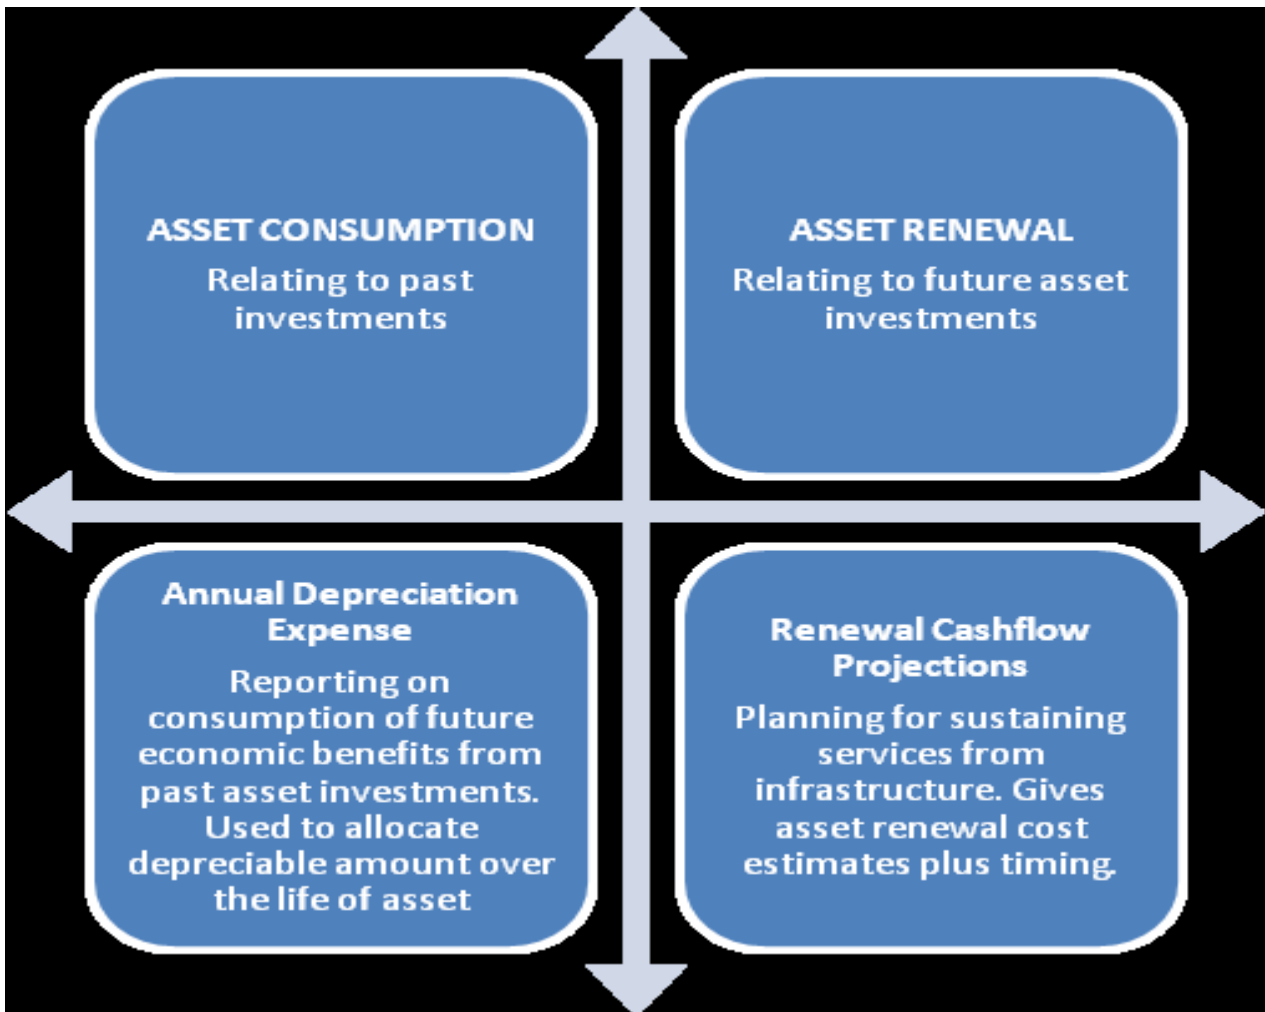 ASSET CONSUMPTION
Relating to past
investments
ASSET RENEWAL
Relating to future asset
investments
Annual Depreciation
Expense
Reporting on
consumption of future
economic benefits from
past asset investments.
Used to allocate
depreciable amount over
the life of asset
Renewal Cashflow
Projections
Planning for sustaining
services from
infrastructure. Gives
asset renewal cost
estimates plus timing.